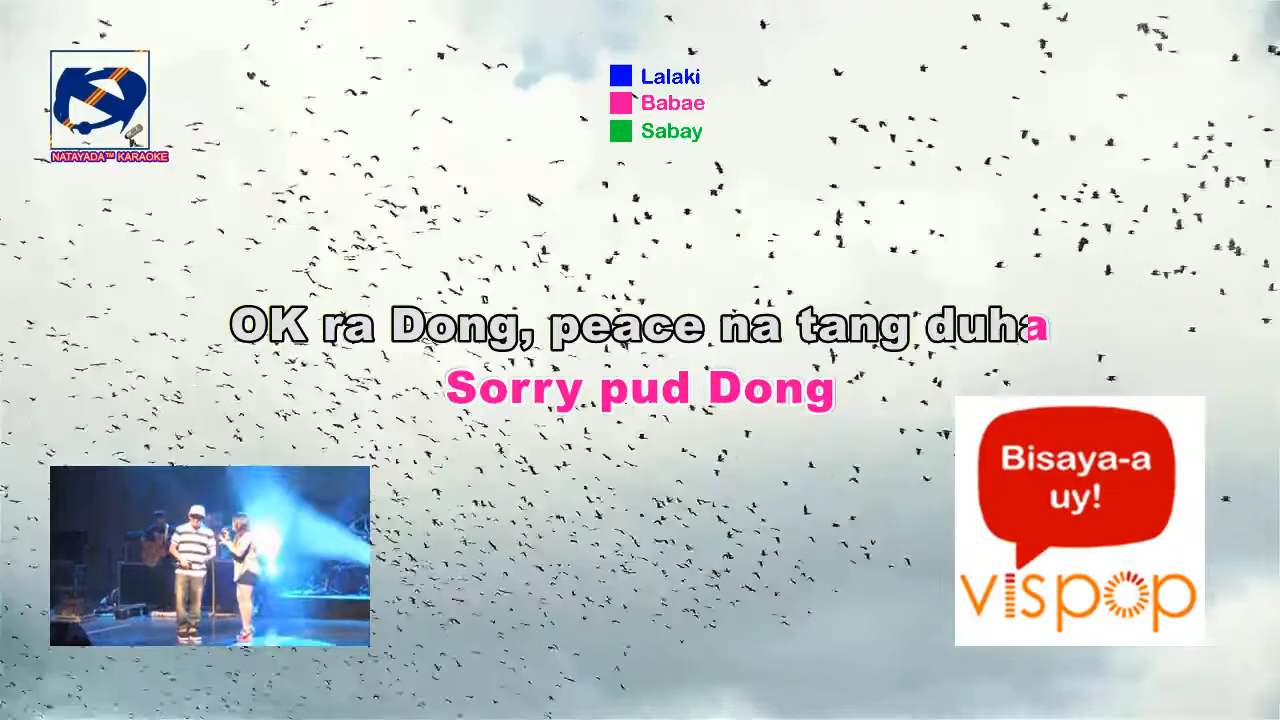 Lalaki
Babae
Sabay
NATAYADA™ KARAOKE
OK ra Dong, peace na tang duha
Sorry pud Dong
Bisaya-a
uy!
vispop